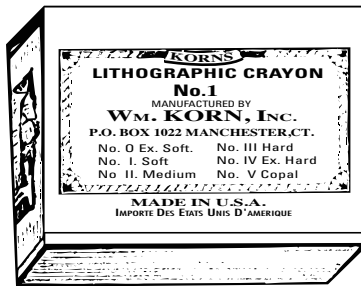 KORNS
LITHOGRAPHIC CRAYON
No.1
MANUFACTURED BY
WM. KORN, INC.
P.O. BOX 1022 MANCHESTER,CT.
No. O Ex. Soft. No. III Hard
No. I. Soft No. IV Ex. Hard
No II. Medium No. V Copal
MADE IN U.S.A.
IMPORTE DES ETATS UNIS D'AMERIQUE